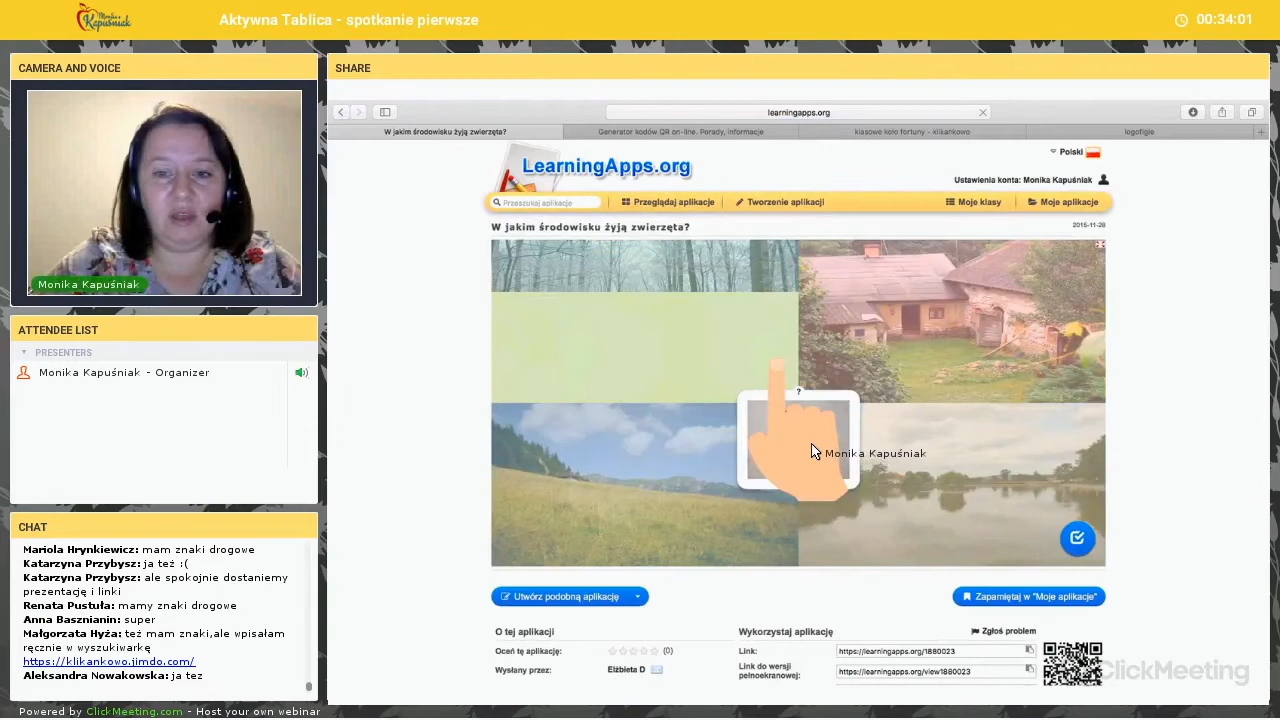 Monika Kapuśniak
Aktywna Tablica - spotkanie pierwsze
00:34:01
CAMERA AND VOICE
Monika Kapuśniak
ATTENDEE LIST
PRESENTERS
Monika Kapuśniak - Organizer
CHAT
Mariola Hrynkiewicz: mam znaki drogowe
Katarzyna Przybysz: ja też :(
Katarzyna Przybysz: ale spokojnie dostaniemy
prezentację i linki
Renata Pustuła: mamy znaki drogowe
Anna Basznianin: super
Małgorzata Hyża: też mam znaki,ale wpisałam
ręcznie w wyszukiwarkę
https://klikankowo.jimdo.com/
Aleksandra Nowakowska: ja tez
Powered by ClickMeeting.com - Host your own webinar
SHARE
learningapps.org
W jakim środowisku żyją zwierzęta?
Generator kodów QR on-line. Porady, informacje
klasowe koło fortuny - klikankowo
logofigle
LearningApps.org
Polski
Ustawienia konta: Monika Kapuśniak
Przeszukaj aplikacje
Przeglądaj aplikacje
Tworzenie aplikacji
Moje klasy
Moje aplikacje
W jakim środowisku żyją zwierzęta?
2015-11-28
?
Monika Kapuśniak
Utwórz podobną aplikację
Zapamiętaj w "Moje aplikacje"
O tej aplikacji
Wykorzystaj aplikację
Zgłoś problem
Oceń tę aplikację:
(0)
Link:
https://learningapps.org/1880023
Wysłany przez:
Elżbieta D
Link do wersji
pełnoekranowej:
https://learningapps.org/view1880023
ClickMeeting